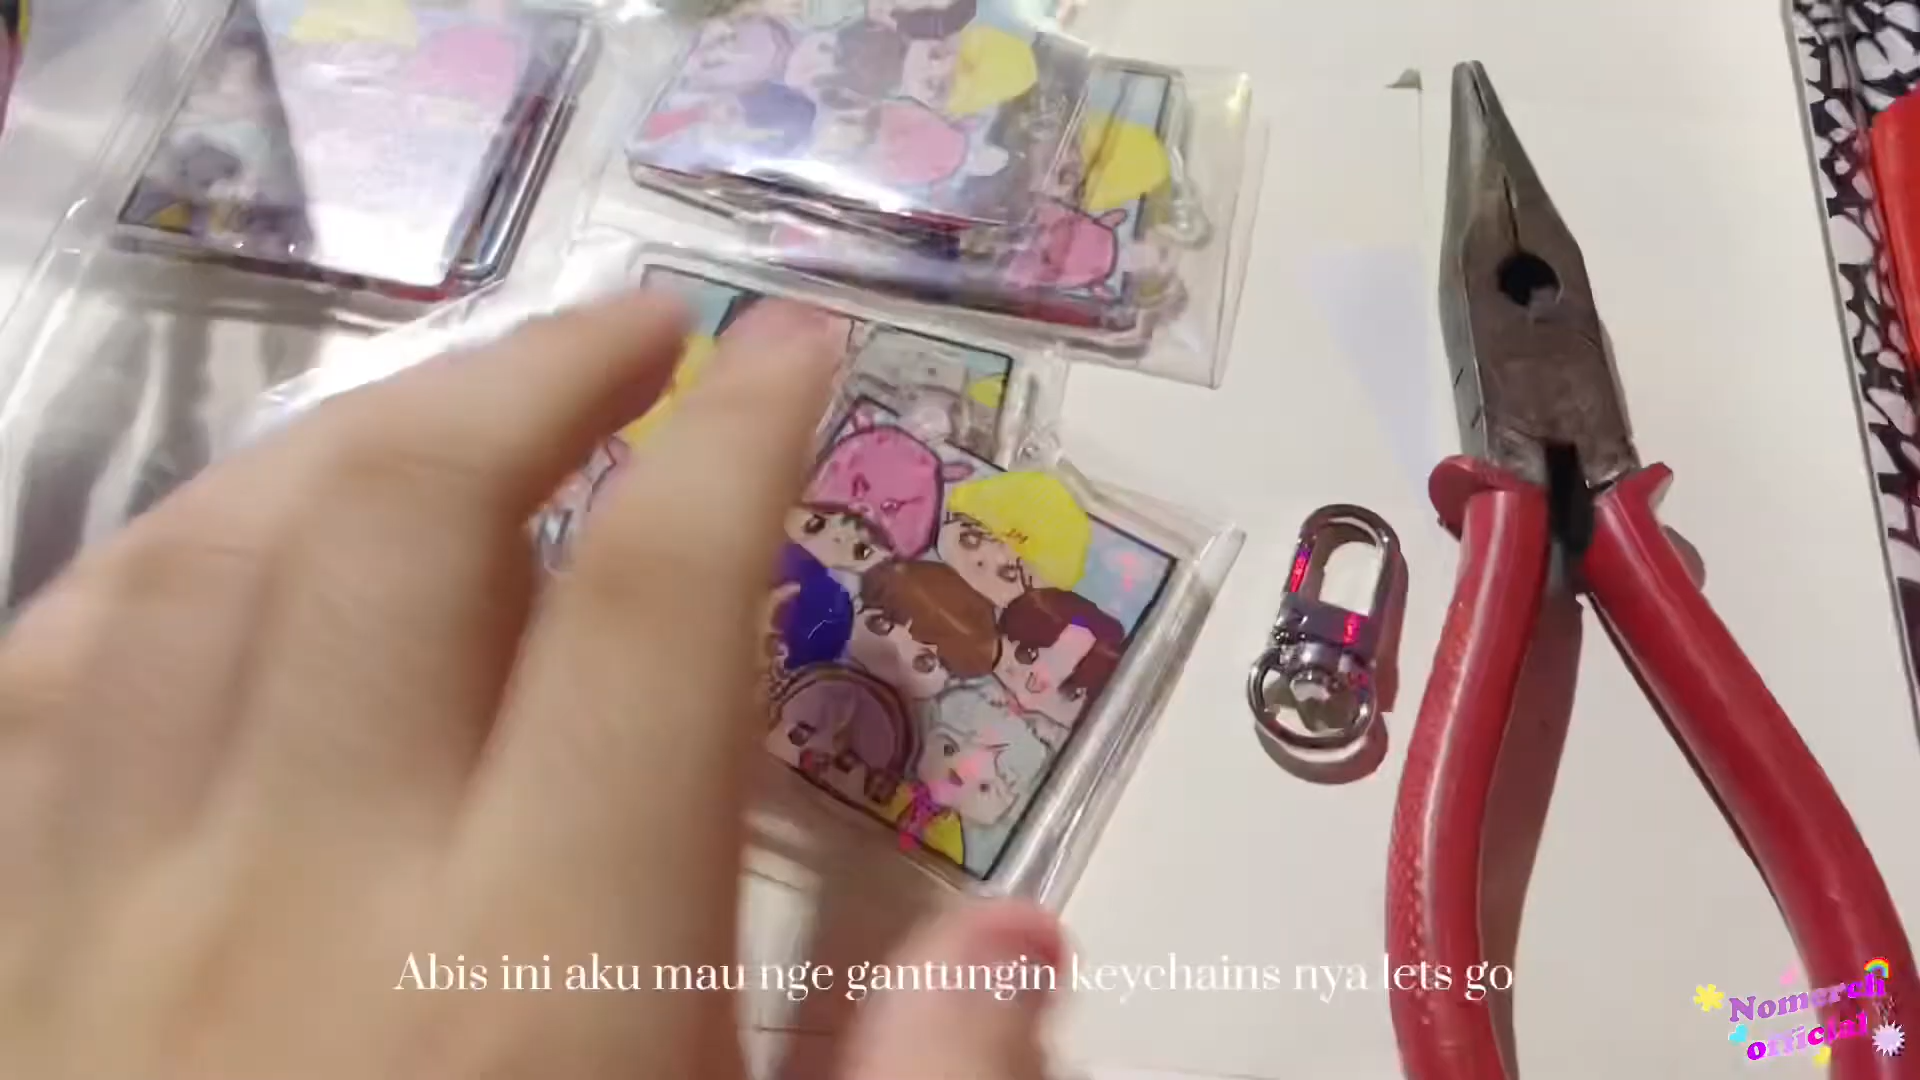 Abis ini aku mau nge gantungin keychains nya lets go
Nomerch
official